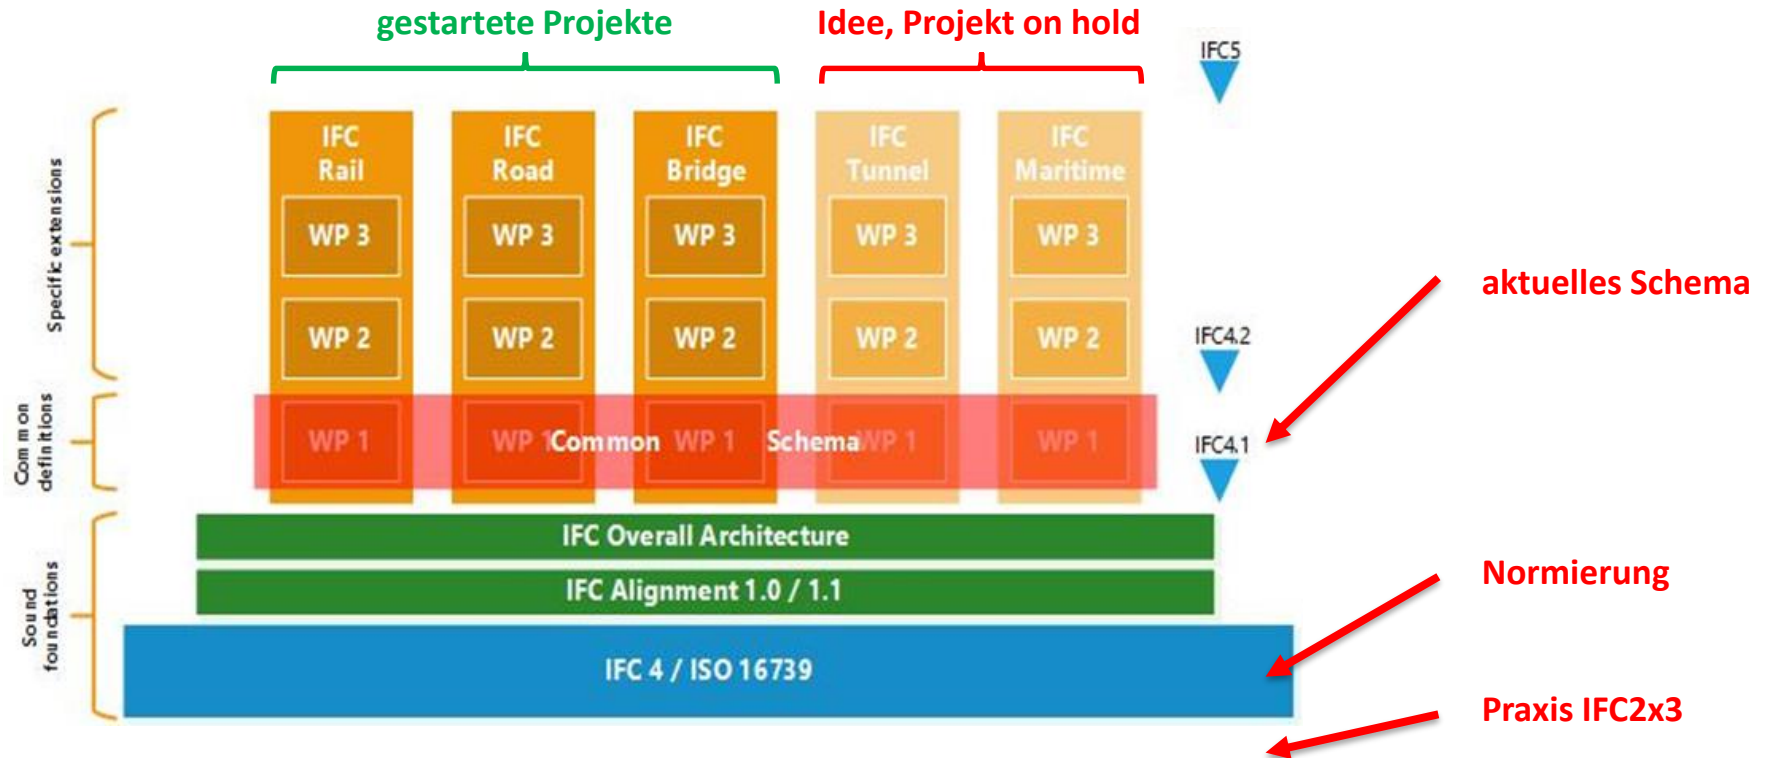 gestartete Projekte
Idee, Projekt on hold
IFC5
IFC
Rail
IFC
Road
IFC
Bridge
IFC
Tunnel
IFC
Maritime
Specific extensions
WP 3
WP 3
WP 3
WP 3
WP 3
aktuelles Schema
WP 2
WP 2
WP 2
WP 2
WP 2
IFC4.2
Common
definitions
WP 1
WP 1
WP 1
WP 1
WP 1
Common Schema
IFC4.1
Sound
foundations
IFC Overall Architecture
IFC Alignment 1.0 / 1.1
Normierung
IFC 4 / ISO 16739
Praxis IFC2x3